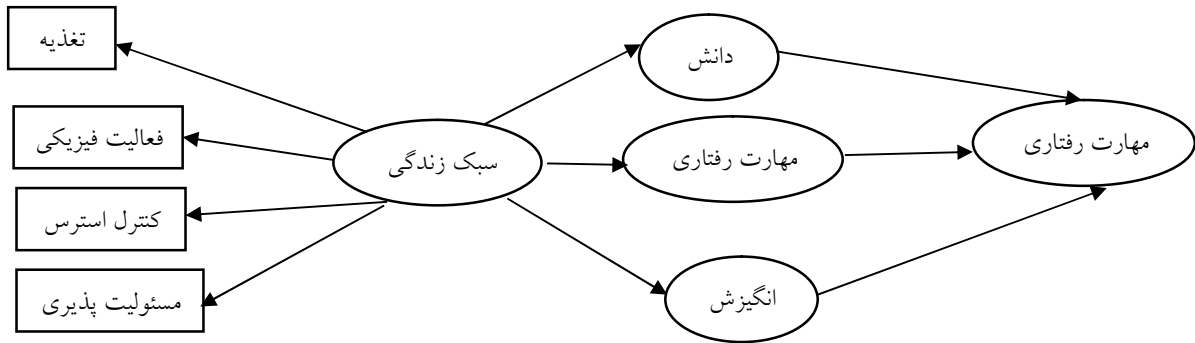 تغذیه
فعالیت فیزیکی
کنترل استرس
مسئولیت پذیری
سبک زندگی
دانش
مهارت رفتاری
انگیزش
مهارت رفتاری